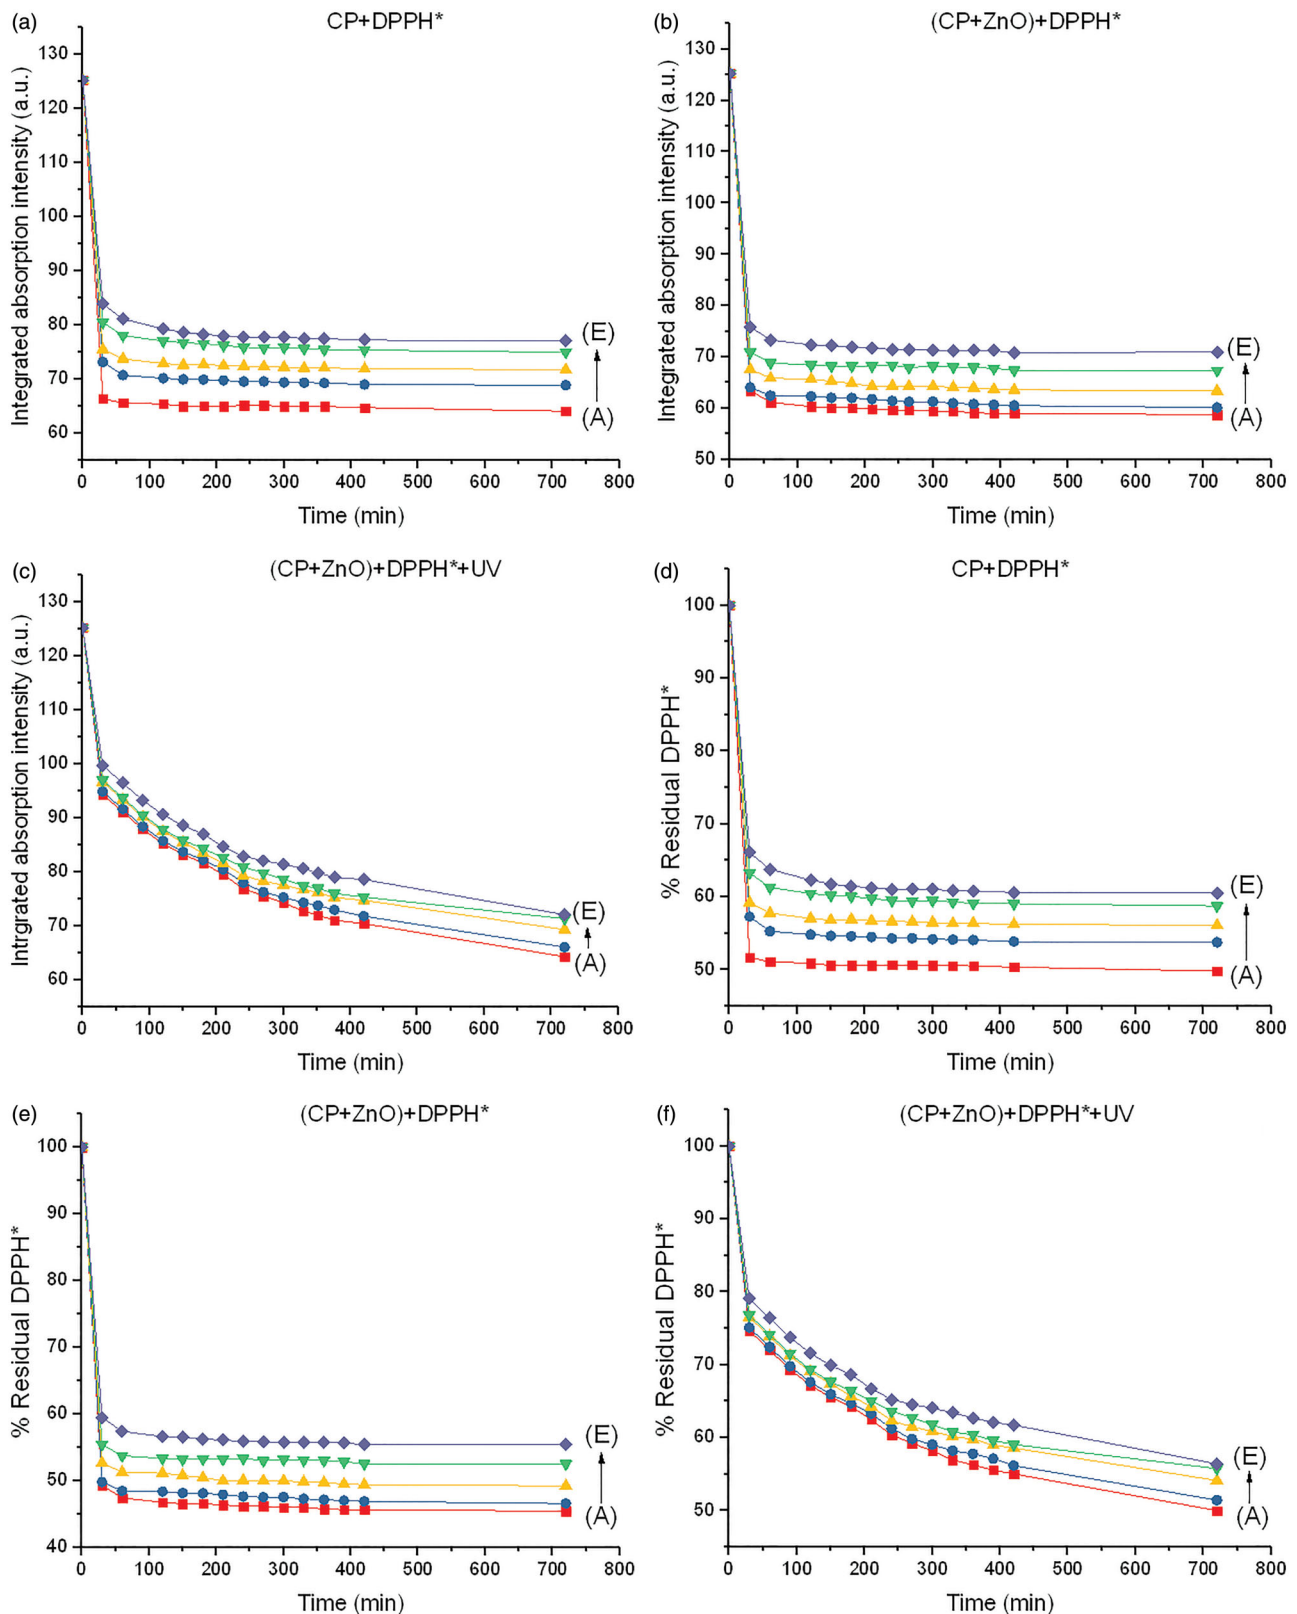 (a)
CP+DPPH*
Integrated absorption intensity (a.u.)
130
120
110
100
90
80
70
60
(E)
(A)
0 100 200 300 400 500 600 700 800
Time (min)
(b)
(CP+ZnO)+DPPH*
Integrated absorption intensity (a.u.)
130
120
110
100
90
80
70
60
50
(E)
(A)
0 100 200 300 400 500 600 700 800
Time (min)
(c)
(CP+ZnO)+DPPH*+UV
Intrgrated absorption intensity (a.u.)
130
120
110
100
90
80
70
60
(E)
(A)
0 100 200 300 400 500 600 700 800
Time (min)
(d)
CP+DPPH*
% Residual DPPH*
100
90
80
70
60
50
(E)
(A)
0 100 200 300 400 500 600 700 800
Time (min)
(e)
(CP+ZnO)+DPPH*
% Residual DPPH*
100
90
80
70
60
50
40
(E)
(A)
0 100 200 300 400 500 600 700 800
Time (min)
(f)
(CP+ZnO)+DPPH*+UV
% Residual DPPH*
100
90
80
70
60
50
(E)
(A)
0 100 200 300 400 500 600 700 800
Time (min)